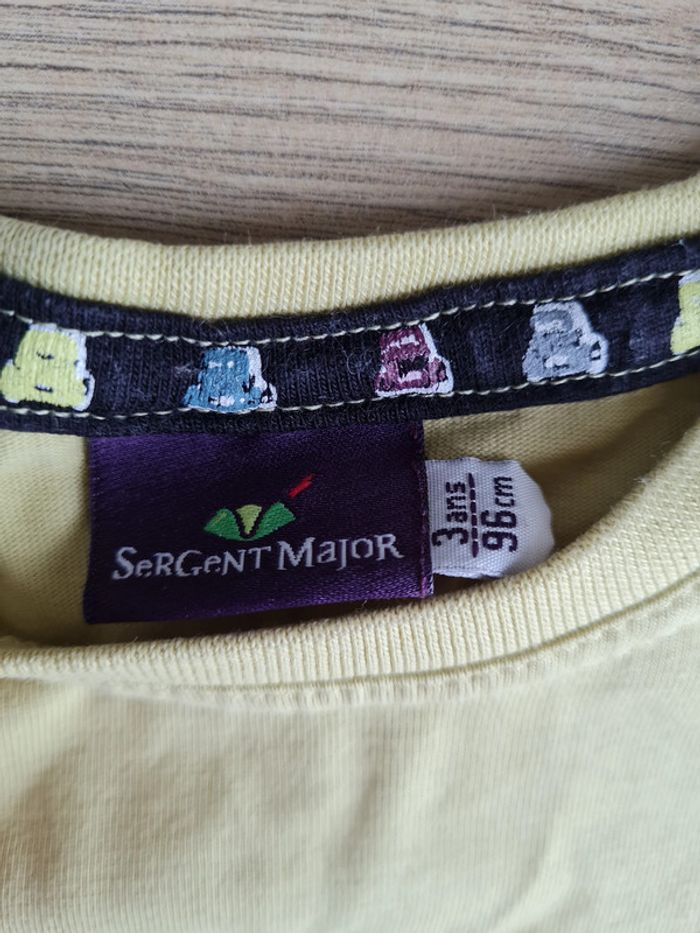 SeRGeNT MajoR
3 ans
96 cm